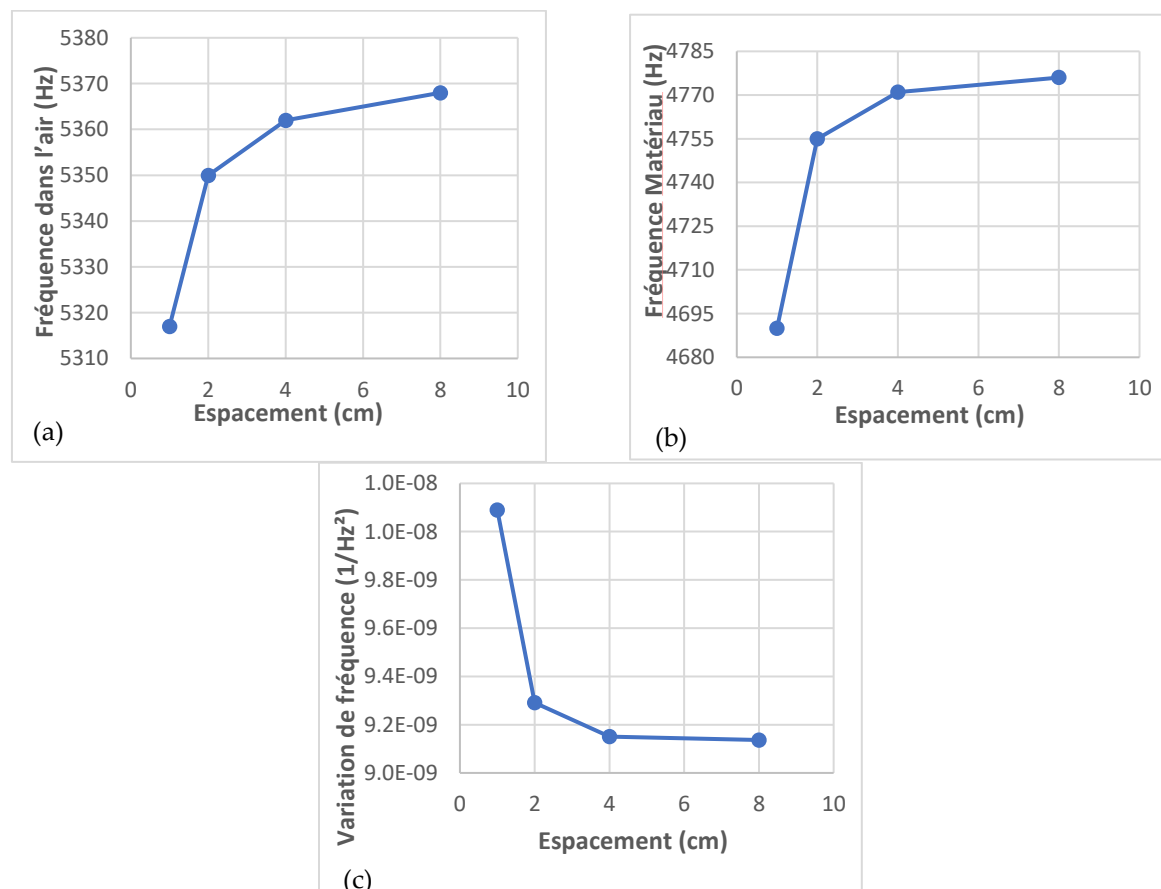 Fréquence dans l'air (Hz)
5380
5370
5360
5350
5340
5330
5320
5310
0 2 4 6 8 10
Espacement (cm)
(a)
Fréquence Matériau (Hz)
4785
4770
4755
4740
4725
4710
4695
4680
0 2 4 6 8 10
Espacement (cm)
(b)
Variation de fréquence (1/Hz²)
1.0E-08
1.0E-08
9.8E-09
9.6E-09
9.4E-09
9.2E-09
9.0E-09
0 2 4 6 8 10
Espacement (cm)
(c)